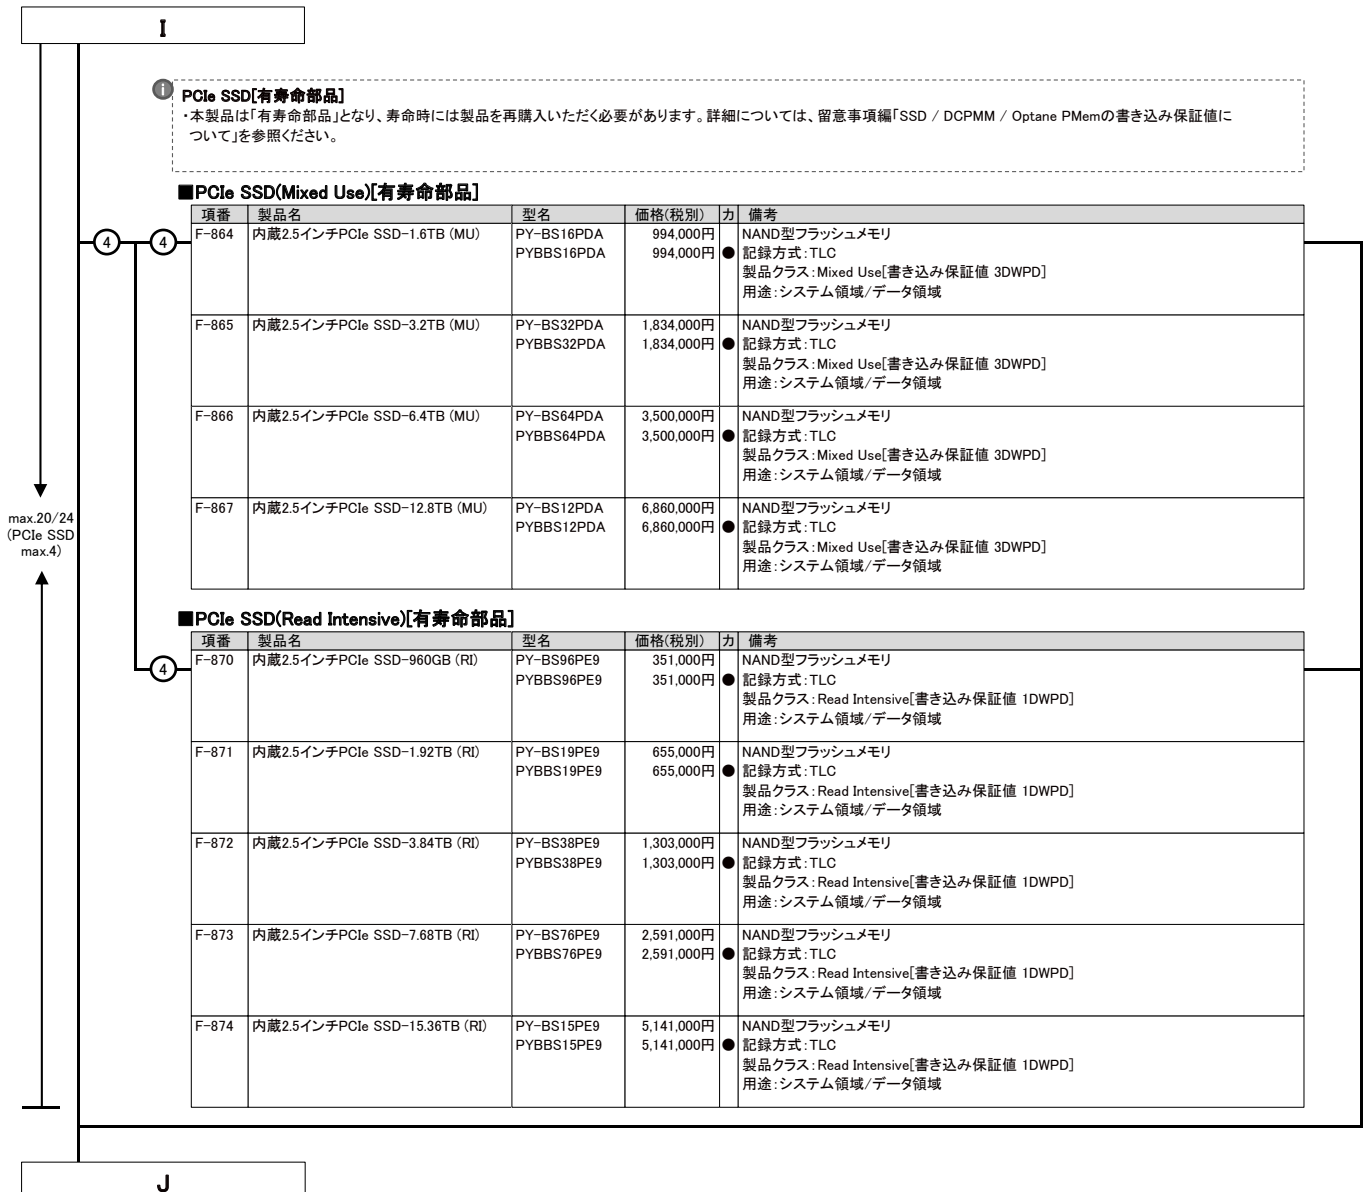 I
i
PCIe SSD[有寿命部品]
・本製品は「有寿命部品」となり、寿命時には製品を再購入いただく必要があります。詳細については、留意事項編「SSD / DCPMM / Optane PMemの書き込み保証値に
ついて」を参照ください。
■PCIe SSD(Mixed Use)[有寿命部品]
項番 製品名 型名 価格(税別) カ 備考
4 4 F-864 内蔵2.5インチPCIe SSD-1.6TB (MU) PY-BS16PDA 994,000円 NAND型フラッシュメモリ
PYBBS16PDA 994,000円 ● 記録方式:TLC
製品クラス:Mixed Use[書き込み保証値 3DWPD]
用途:システム領域/データ領域
F-865 内蔵2.5インチPCIe SSD-3.2TB (MU) PY-BS32PDA 1,834,000円 NAND型フラッシュメモリ
PYBBS32PDA 1,834,000円 ● 記録方式:TLC
製品クラス:Mixed Use[書き込み保証値 3DWPD]
用途:システム領域/データ領域
F-866 内蔵2.5インチPCIe SSD-6.4TB (MU) PY-BS64PDA 3,500,000円 NAND型フラッシュメモリ
PYBBS64PDA 3,500,000円 ● 記録方式:TLC
製品クラス:Mixed Use[書き込み保証値 3DWPD]
用途:システム領域/データ領域
F-867 内蔵2.5インチPCIe SSD-12.8TB (MU) PY-BS12PDA 6,860,000円 NAND型フラッシュメモリ
PYBBS12PDA 6,860,000円 ● 記録方式:TLC
製品クラス:Mixed Use[書き込み保証値 3DWPD]
用途:システム領域/データ領域
max.20/24
(PCIe SSD
max.4)
■PCIe SSD(Read Intensive)[有寿命部品]
項番 製品名 型名 価格(税別) カ 備考
4 F-870 内蔵2.5インチPCIe SSD-960GB (RI) PY-BS96PE9 351,000円 NAND型フラッシュメモリ
PYBBS96PE9 351,000円 ● 記録方式:TLC
製品クラス:Read Intensive[書き込み保証値 1DWPD]
用途:システム領域/データ領域
F-871 内蔵2.5インチPCIe SSD-1.92TB (RI) PY-BS19PE9 655,000円 NAND型フラッシュメモリ
PYBBS19PE9 655,000円 ● 記録方式:TLC
製品クラス:Read Intensive[書き込み保証値 1DWPD]
用途:システム領域/データ領域
F-872 内蔵2.5インチPCIe SSD-3.84TB (RI) PY-BS38PE9 1,303,000円 NAND型フラッシュメモリ
PYBBS38PE9 1,303,000円 ● 記録方式:TLC
製品クラス:Read Intensive[書き込み保証値 1DWPD]
用途:システム領域/データ領域
F-873 内蔵2.5インチPCIe SSD-7.68TB (RI) PY-BS76PE9 2,591,000円 NAND型フラッシュメモリ
PYBBS76PE9 2,591,000円 ● 記録方式:TLC
製品クラス:Read Intensive[書き込み保証値 1DWPD]
用途:システム領域/データ領域
F-874 内蔵2.5インチPCIe SSD-15.36TB (RI) PY-BS15PE9 5,141,000円 NAND型フラッシュメモリ
PYBBS15PE9 5,141,000円 ● 記録方式:TLC
製品クラス:Read Intensive[書き込み保証値 1DWPD]
用途:システム領域/データ領域
J